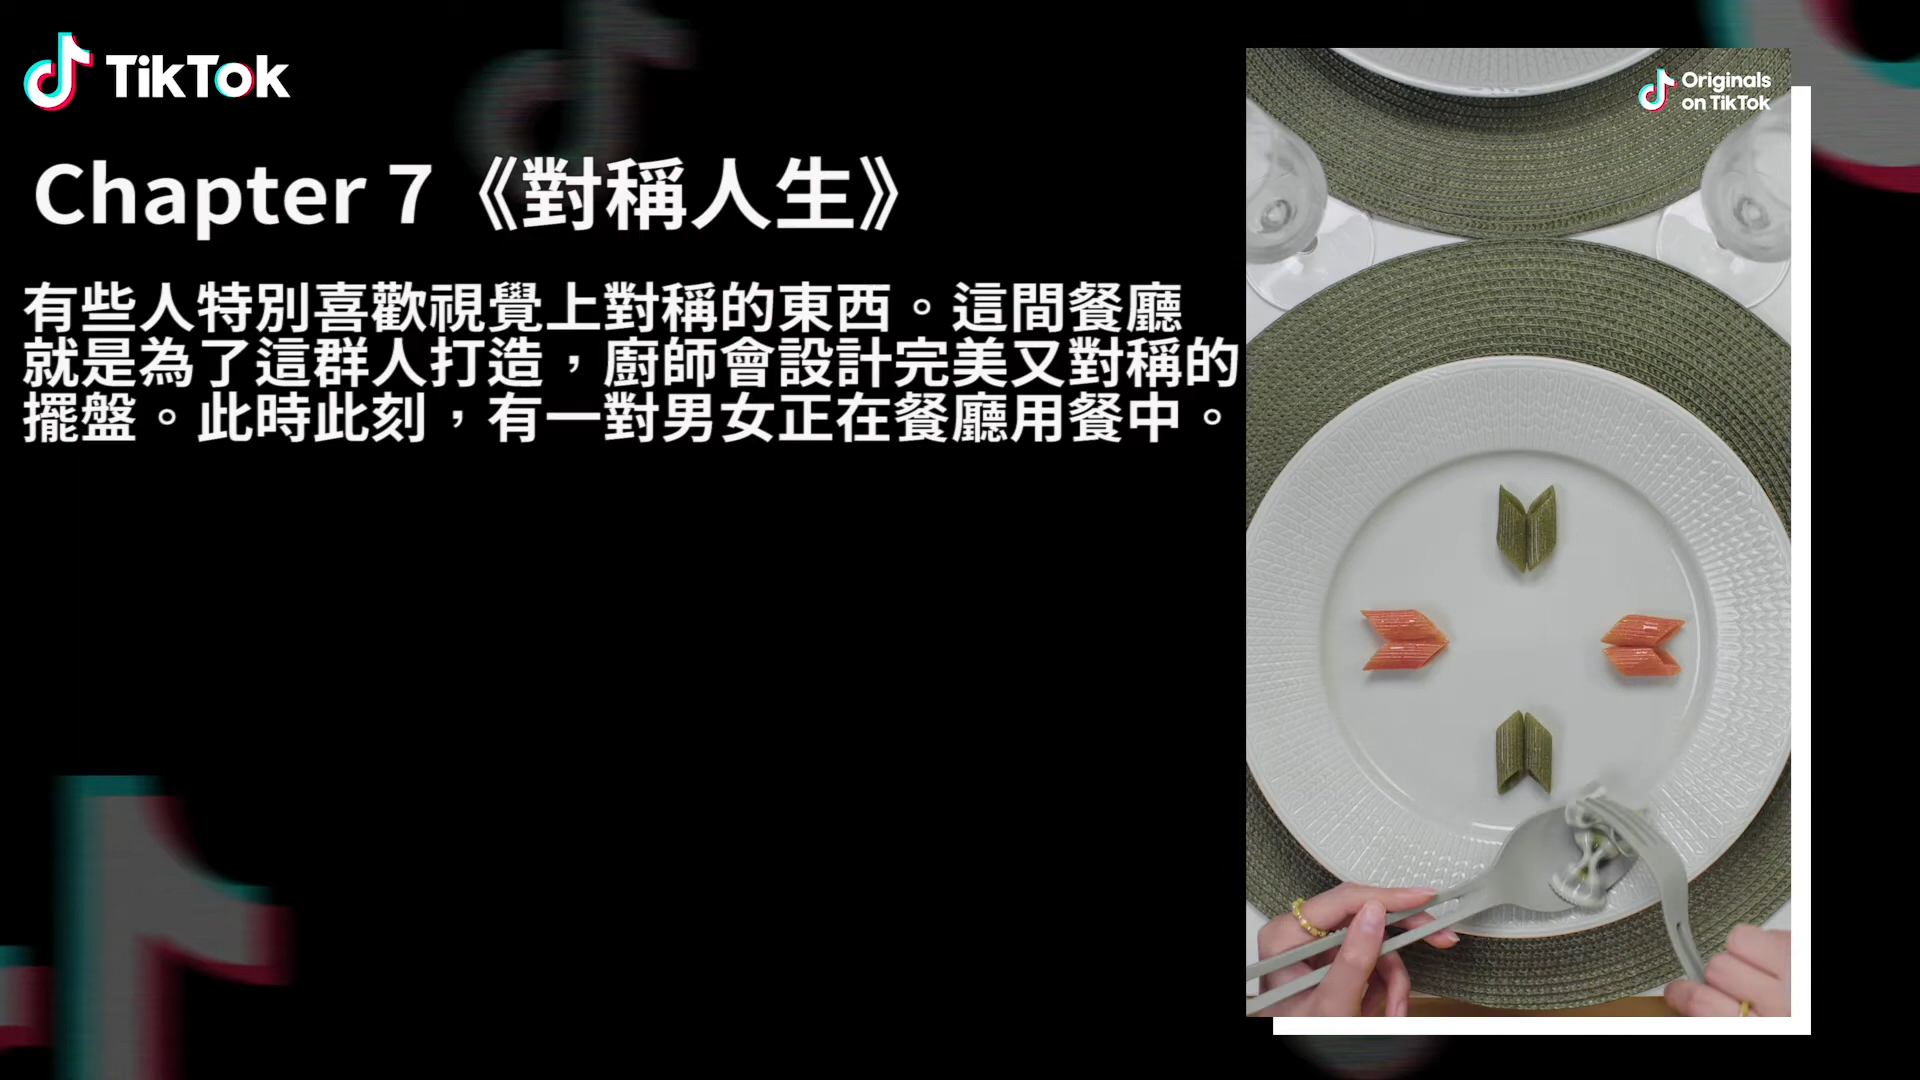 TikTok
Chapter 7《對稱人生》
有些人特別喜歡視覺上對稱的東西。這間餐廳
就是為了這群人打造，廚師會設計完美又對稱的
擺盤。此時此刻，有一對男女正在餐廳用餐中。
Originals
on TikTok